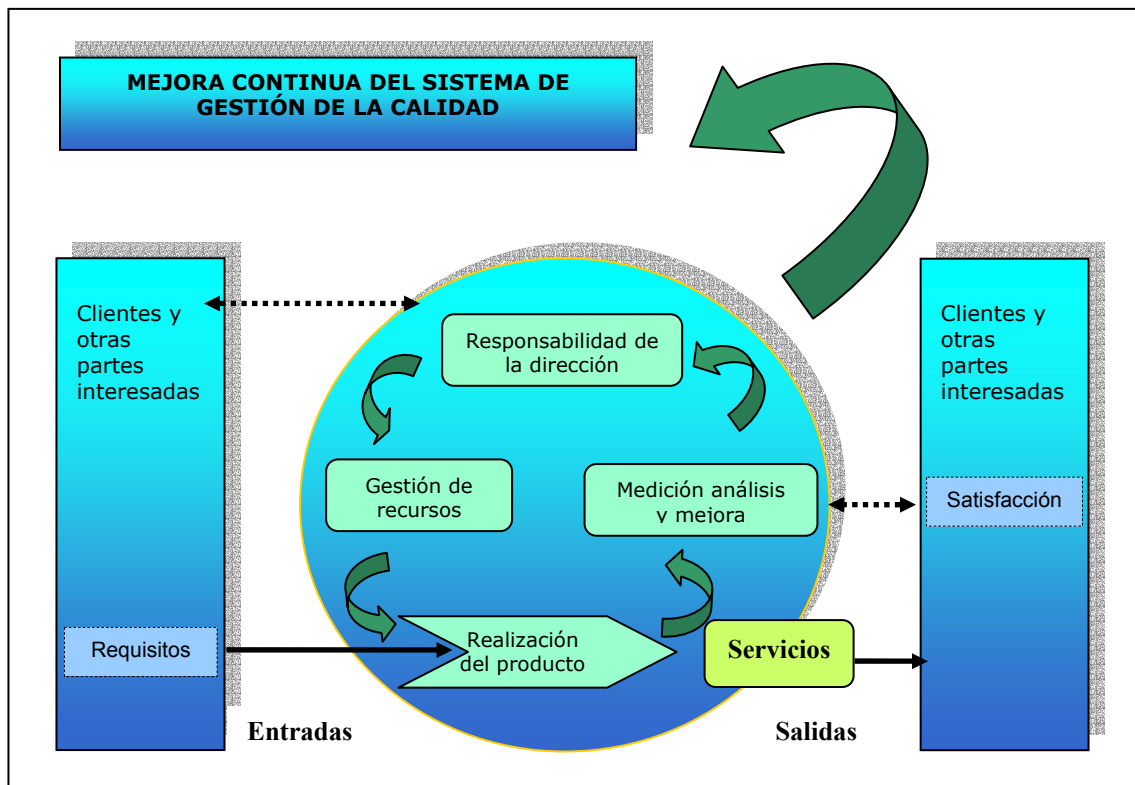 MEJORA CONTINUA DEL SISTEMA DE
GESTIÓN DE LA CALIDAD
Clientes y
otras
partes
interesadas
Requisitos
Responsabilidad de
la dirección
Gestión de
recursos
Medición análisis
y mejora
Realización
del producto
Servicios
Entradas
Salidas
Clientes y
otras
partes
interesadas
Satisfacción